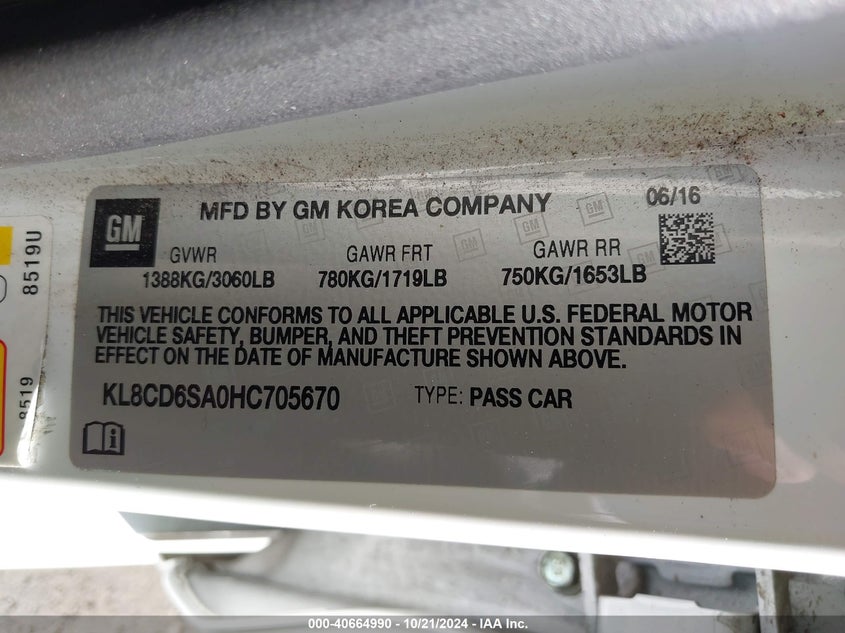 GM
MFD BY GM KOREA COMPANY
06/16
GVWR GAWR FRT GAWR RR
1388KG/3060LB 780KG/1719LB 750KG/1653LB
THIS VEHICLE CONFORMS TO ALL APPLICABLE U.S. FEDERAL MOTOR
VEHICLE SAFETY, BUMPER, AND THEFT PREVENTION STANDARDS IN
EFFECT ON THE DATE OF MANUFACTURE SHOWN ABOVE.
KL8CD6SA0HC705670 TYPE: PASS CAR
8519U
8519
000-40664990 - 10/21/2024 - IAA Inc.